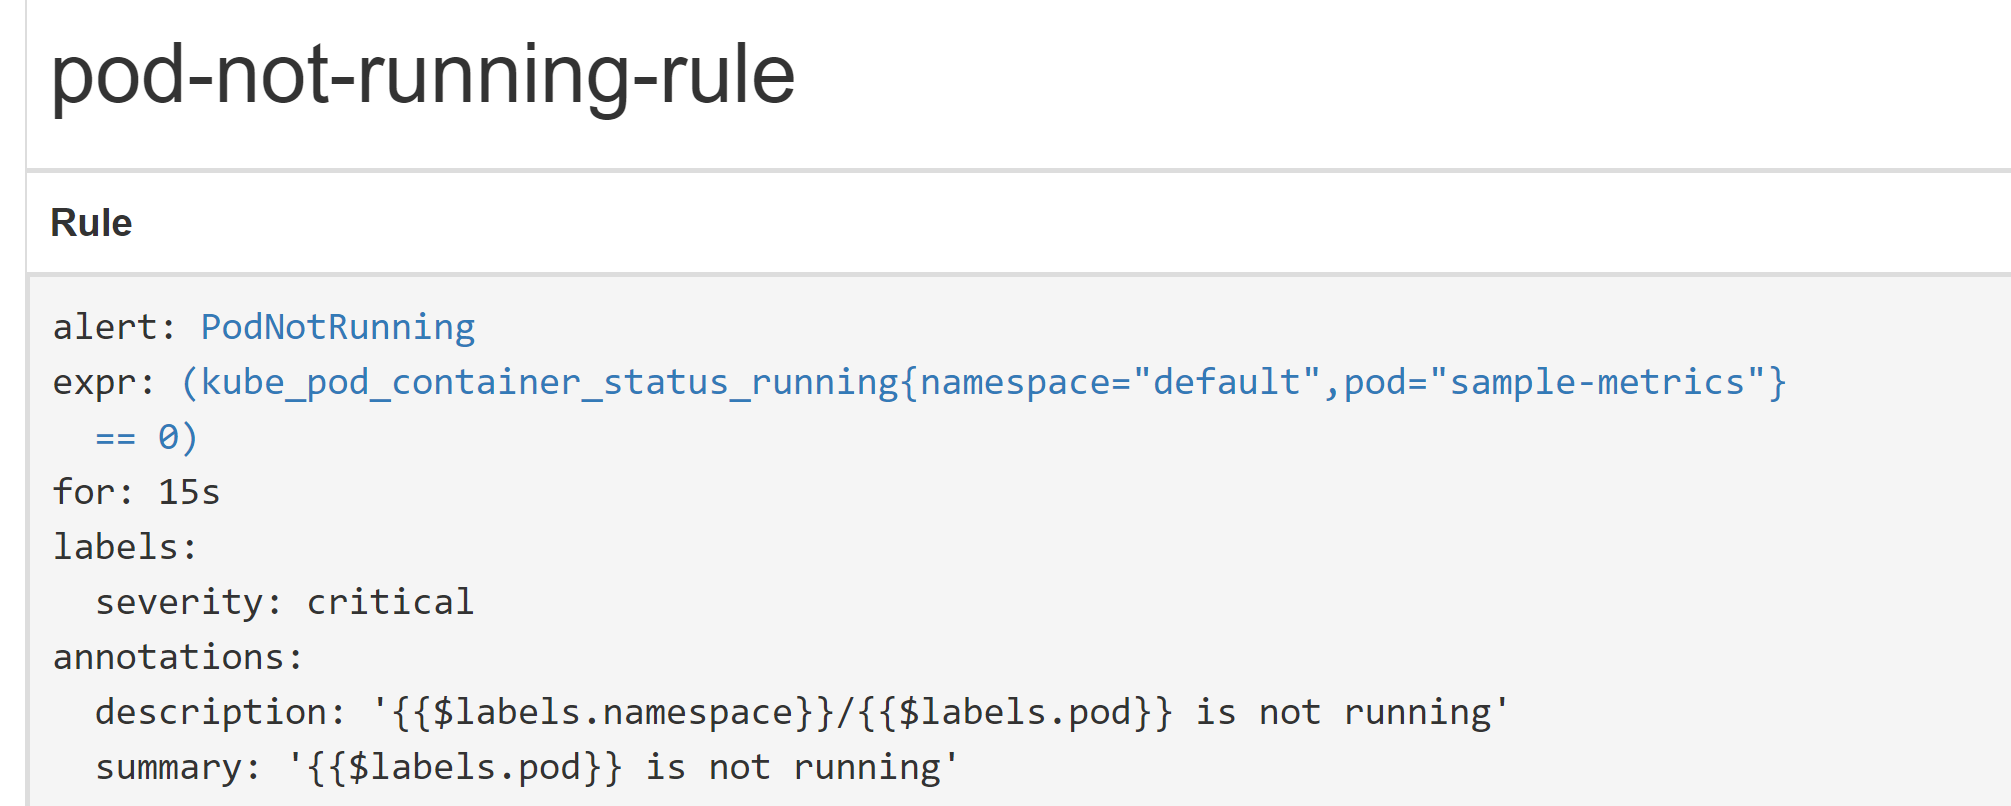 pod-not-running-rule
Rule
alert: PodNotRunning
expr: (kube_pod_container_status_running{namespace="default",pod="sample-metrics"}
  == 0)
for: 15s
labels:
  severity: critical
annotations:
  description: '{{$labels.namespace}}/{{$labels.pod}} is not running'
  summary: '{{$labels.pod}} is not running'